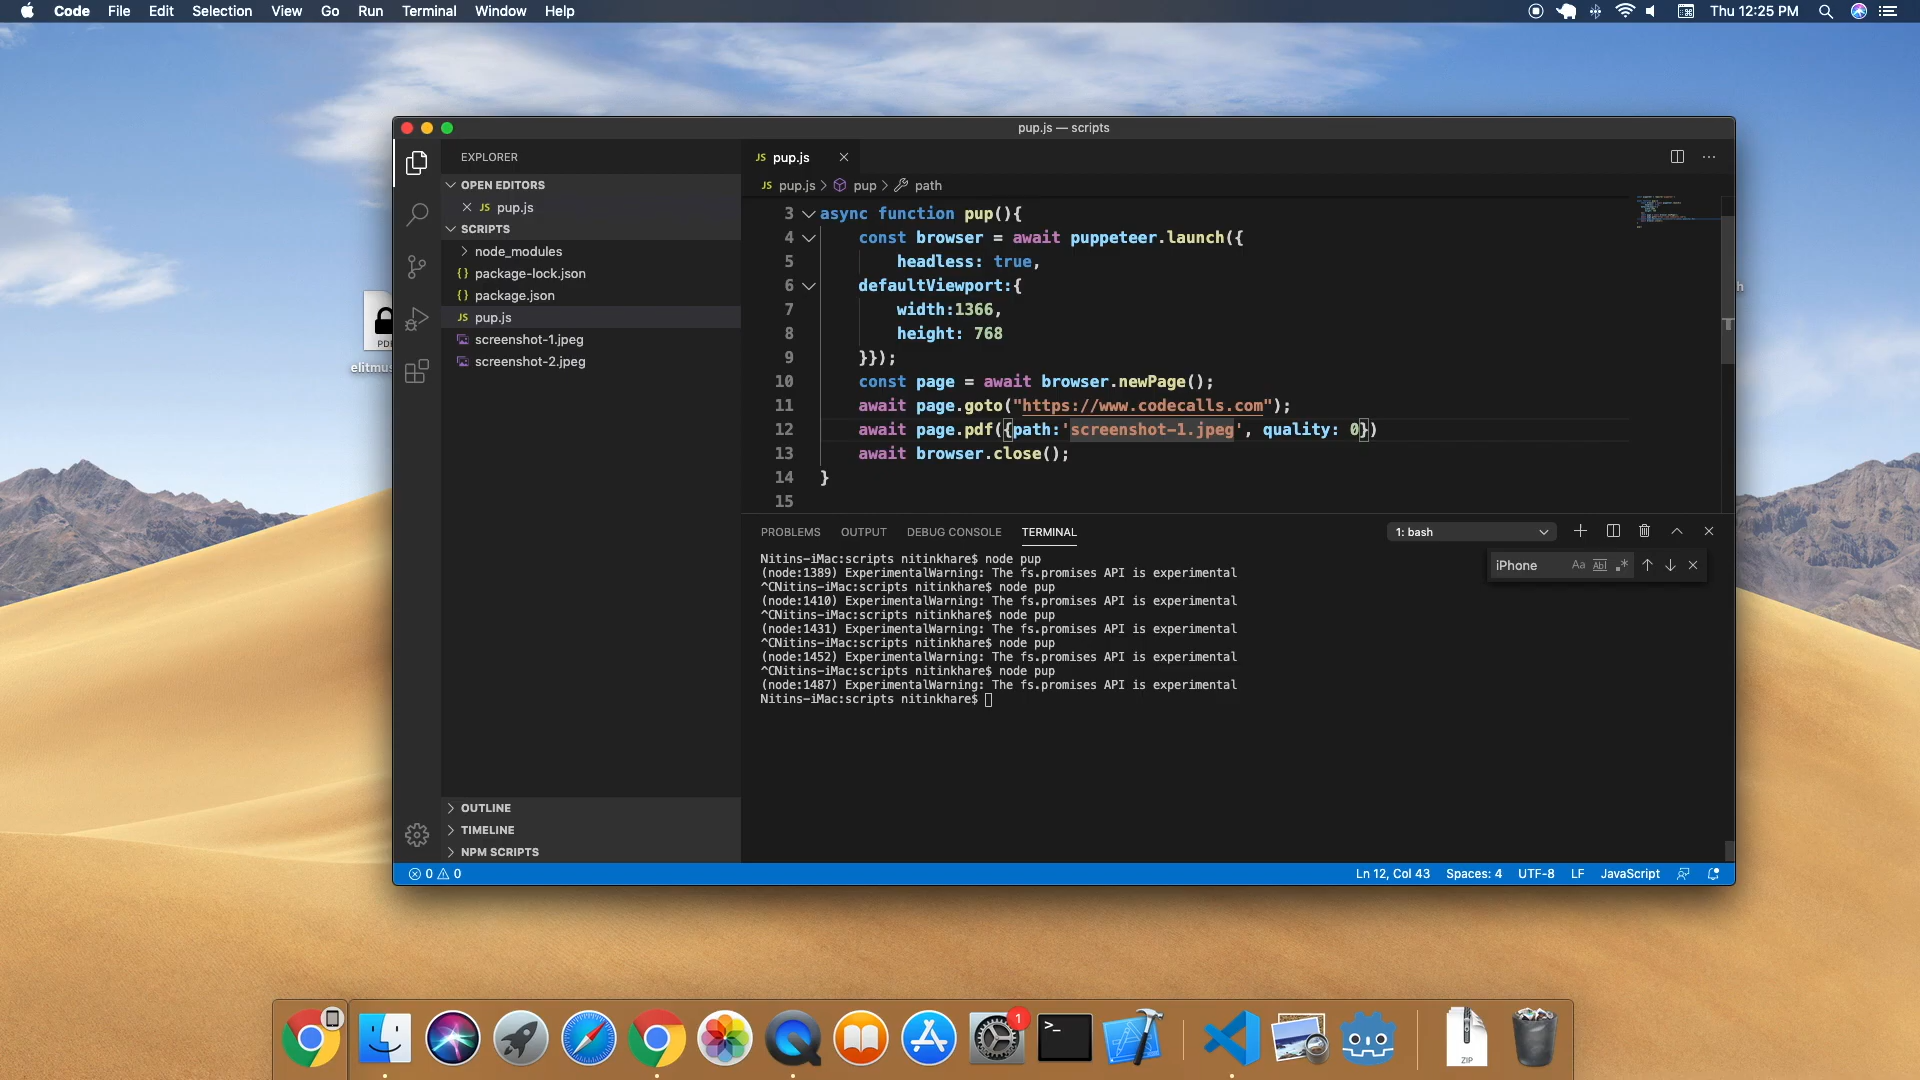 Code File Edit Selection View Go Run Terminal Window Help
Thu 12:25 PM
pup.js — scripts
EXPLORER
OPEN EDITORS
JS pup.js
SCRIPTS
node_modules
{} package-lock.json
{} package.json
JS pup.js
screenshot-1.jpeg
screenshot-2.jpeg
OUTLINE
TIMELINE
NPM SCRIPTS
JS pup.js
JS pup.js > pup > path
3 async function pup(){
4 const browser = await puppeteer.launch({
5 headless: true,
6 defaultViewport:{
7 width:1366,
8 height: 768
9 }});
10 const page = await browser.newPage();
11 await page.goto("https://www.codecalls.com");
12 await page.pdf({path:'screenshot-1.jpeg', quality: 0})
13 await browser.close();
14 }
15
PROBLEMS OUTPUT DEBUG CONSOLE TERMINAL
1: bash
iPhone Aa Abl .*
Nitins-iMac:scripts nitinkhare$ node pup
(node:1389) ExperimentalWarning: The fs.promises API is experimental
^CNitins-iMac:scripts nitinkhare$ node pup
(node:1410) ExperimentalWarning: The fs.promises API is experimental
^CNitins-iMac:scripts nitinkhare$ node pup
(node:1431) ExperimentalWarning: The fs.promises API is experimental
^CNitins-iMac:scripts nitinkhare$ node pup
(node:1452) ExperimentalWarning: The fs.promises API is experimental
^CNitins-iMac:scripts nitinkhare$ node pup
(node:1487) ExperimentalWarning: The fs.promises API is experimental
Nitins-iMac:scripts nitinkhare$
0 0
Ln 12, Col 43 Spaces: 4 UTF-8 LF JavaScript
1
>_
ZIP